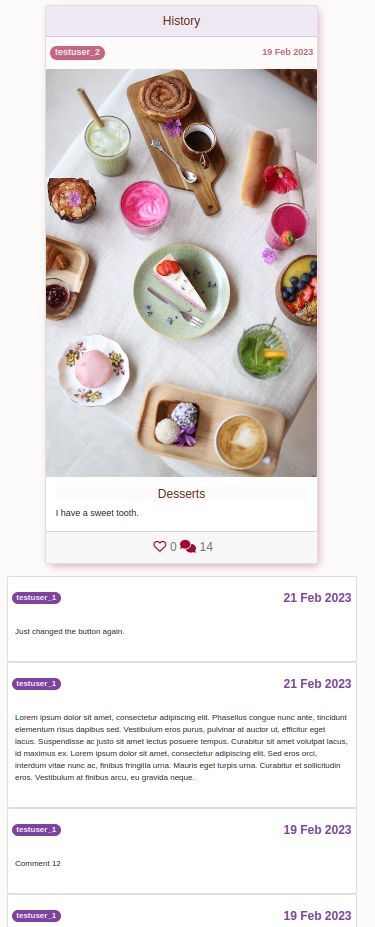 History
testuser_2 19 Feb 2023
Desserts
I have a sweet tooth.
0 14
testuser_1 21 Feb 2023
Just changed the button again.
testuser_1 21 Feb 2023
Lorem ipsum dolor sit amet, consectetur adipiscing elit. Phasellus congue nunc ante, tincidunt
elementum risus dapibus sed. Vestibulum eros purus, pulvinar at auctor ut, efficitur eget
lacus. Suspendisse ac justo sit amet lectus posuere tempus. Curabitur sit amet volutpat lacus,
id maximus ex. Lorem ipsum dolor sit amet, consectetur adipiscing elit. Sed eros orci,
interdum vitae nunc ac, finibus fringilla urna. Mauris eget turpis urna. Curabitur et sollicitudin
eros. Vestibulum at finibus arcu, eu gravida neque.
testuser_1 19 Feb 2023
Comment 12
testuser_1 19 Feb 2023